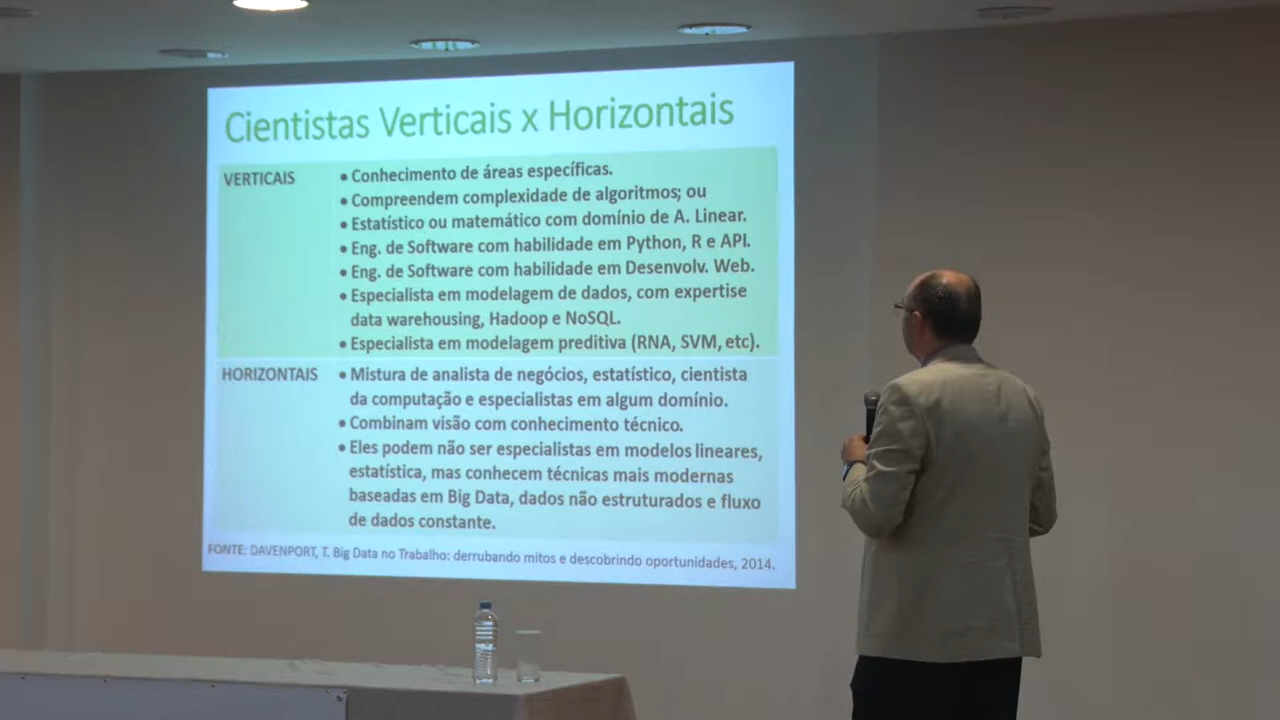 Cientistas Verticais x Horizontais
VERTICAIS
• Conhecimento de áreas específicas.
• Compreendem complexidade de algoritmos; ou
• Estatístico ou matemático com domínio de A. Linear.
• Eng. de Software com habilidade em Python, R e API.
• Eng. de Software com habilidade em Desenvolv. Web.
• Especialista em modelagem de dados, com expertise
data warehousing, Hadoop e NoSQL.
• Especialista em modelagem preditiva (RNA, SVM, etc).
HORIZONTAIS
• Mistura de analista de negócios, estatístico, cientista
da computação e especialistas em algum domínio.
• Combinam visão com conhecimento técnico.
• Eles podem não ser especialistas em modelos lineares,
estatística, mas conhecem técnicas mais modernas
baseadas em Big Data, dados não estruturados e fluxo
de dados constante.
FONTE: DAVENPORT, T. Big Data no Trabalho: derrubando mitos e descobrindo oportunidades, 2014.